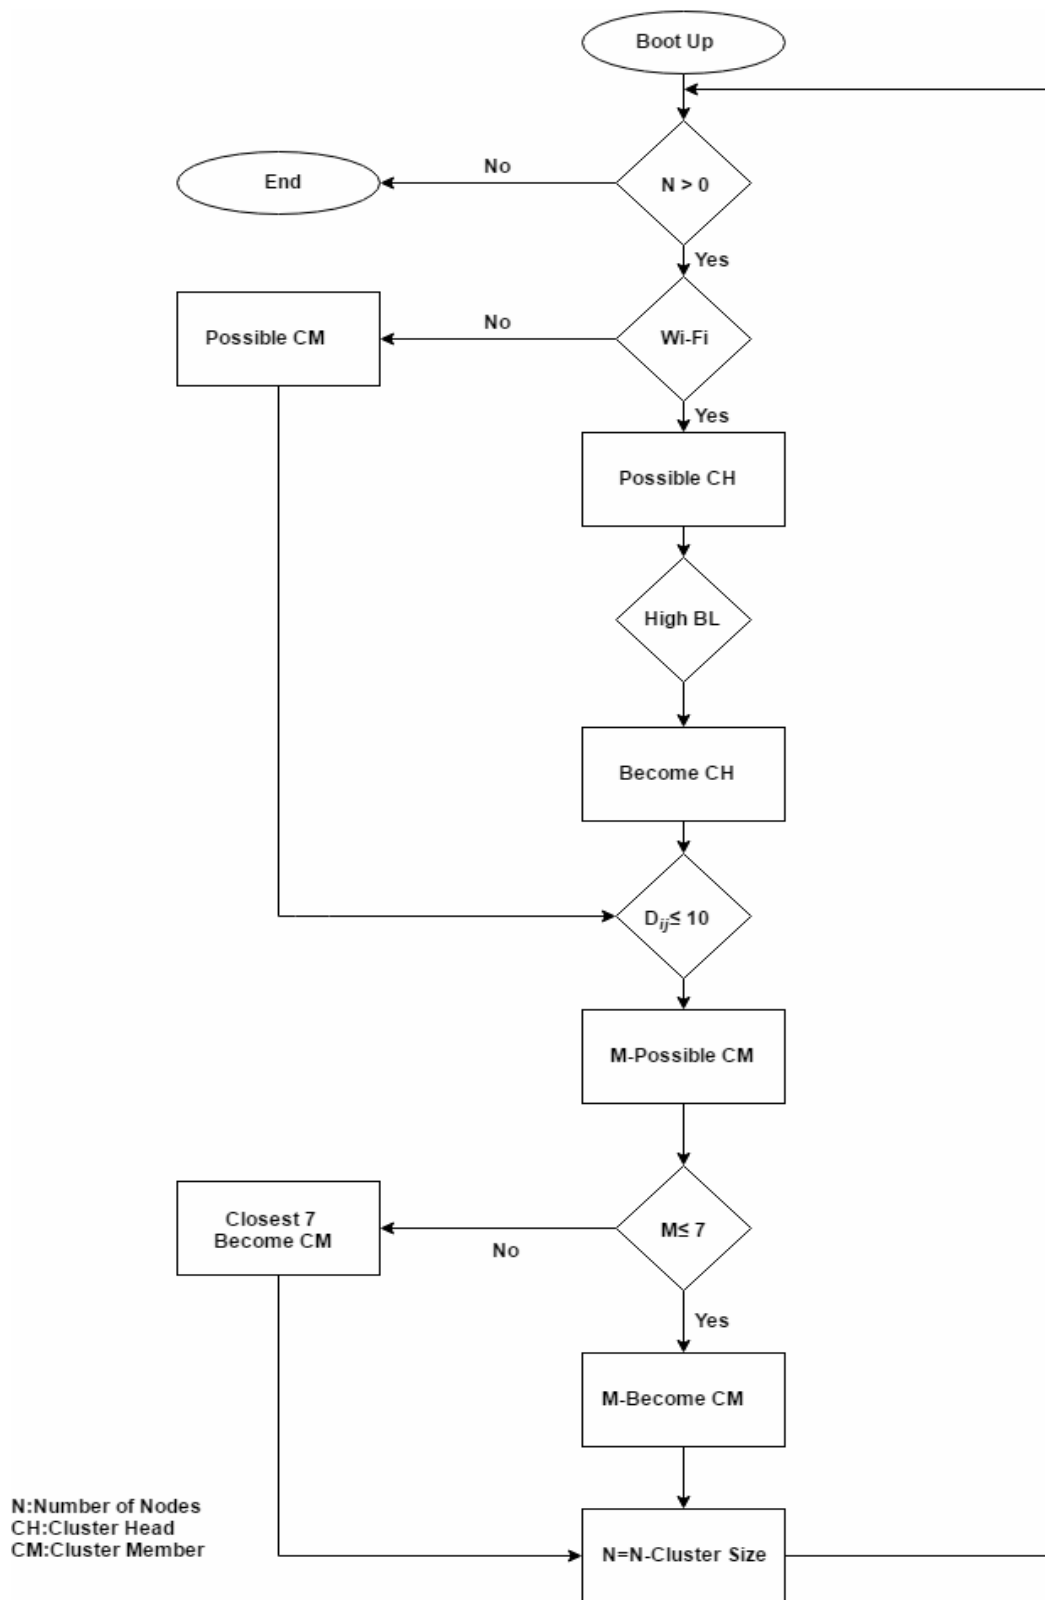 Boot Up
N > 0
No
End
Yes
Wi-Fi
No
Possible CM
Yes
Possible CH
High BL
Become CH
Dij≤ 10
M-Possible CM
M≤ 7
No
Closest 7
Become CM
Yes
M-Become CM
N=N-Cluster Size
N:Number of Nodes
CH:Cluster Head
CM:Cluster Member